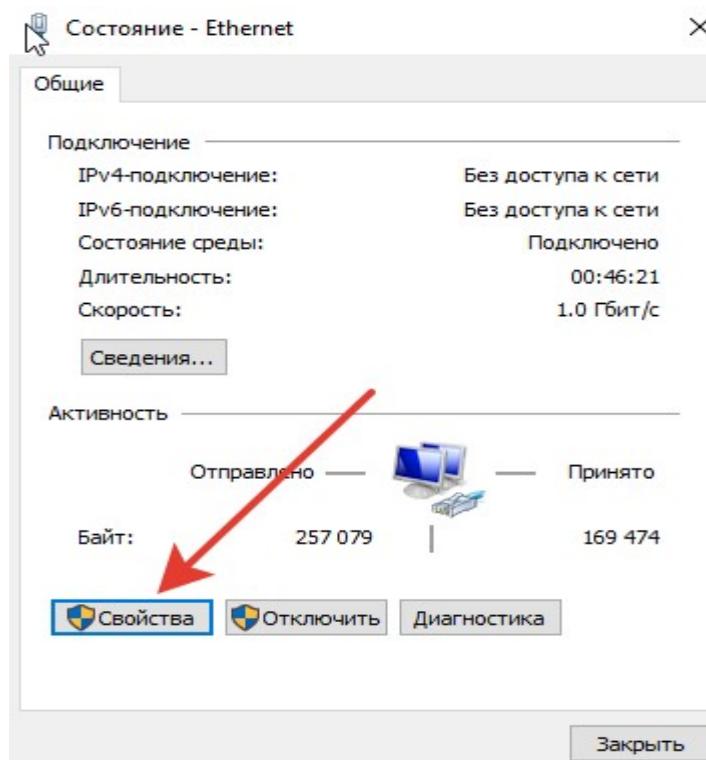 Состояние - Ethernet
Общие
Подключение
IPv4-подключение: Без доступа к сети
IPv6-подключение: Без доступа к сети
Состояние среды: Подключено
Длительность: 00:46:21
Скорость: 1.0 Гбит/с
Сведения...
Активность
Отправлено Принято
Байт: 257 079 169 474
Свойства Отключить Диагностика
Закрыть